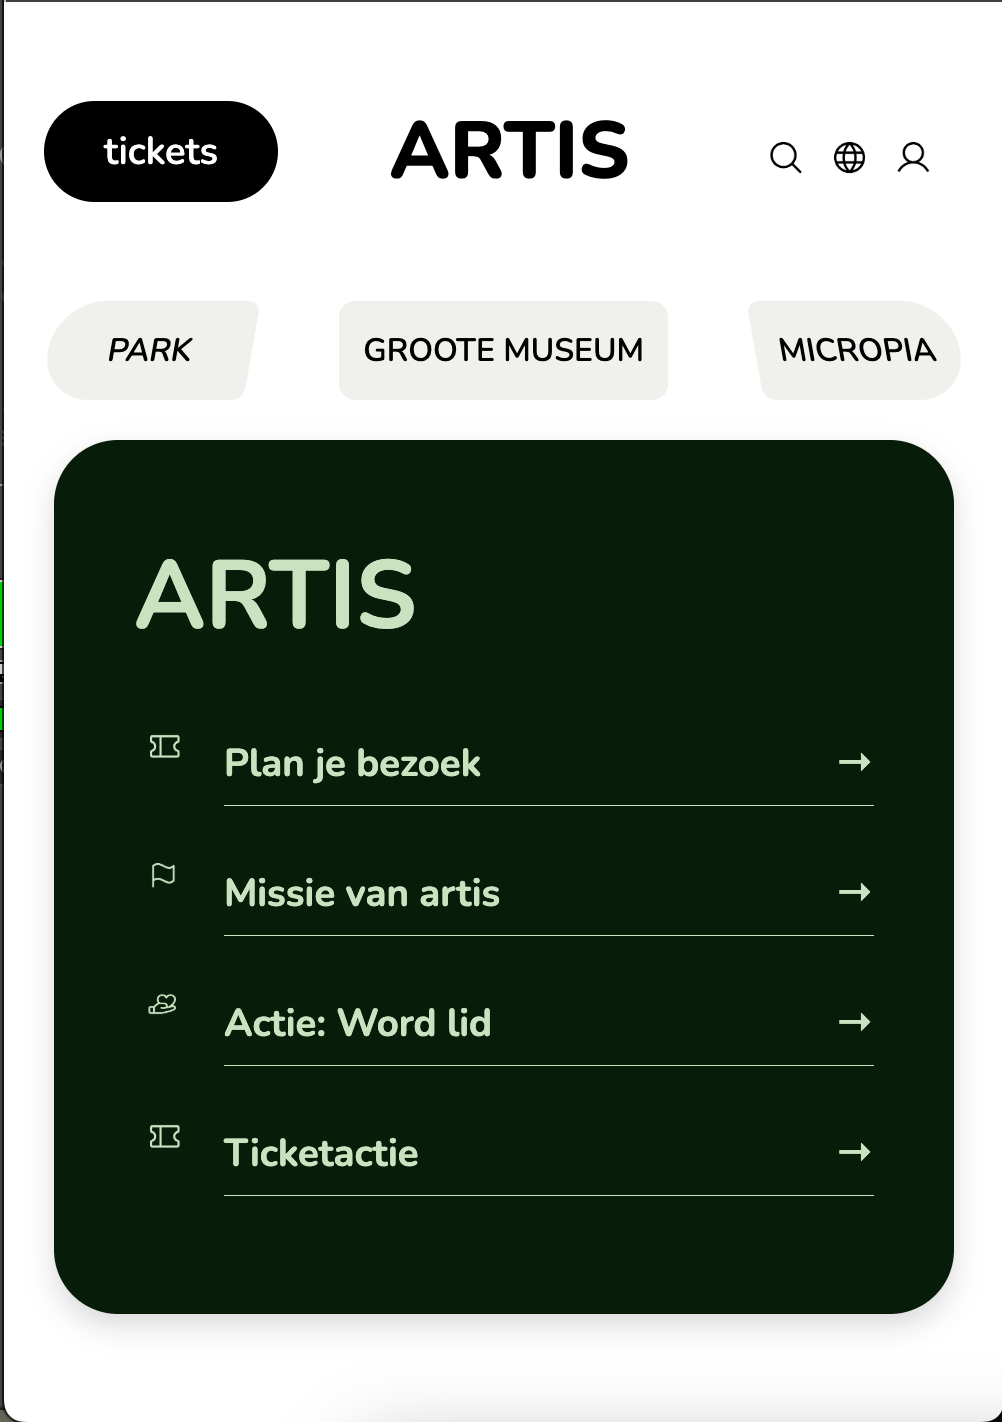 tickets
ARTIS
PARK
GROOTE MUSEUM
MICROPIA
ARTIS
Plan je bezoek
Missie van artis
Actie: Word lid
Ticketactie